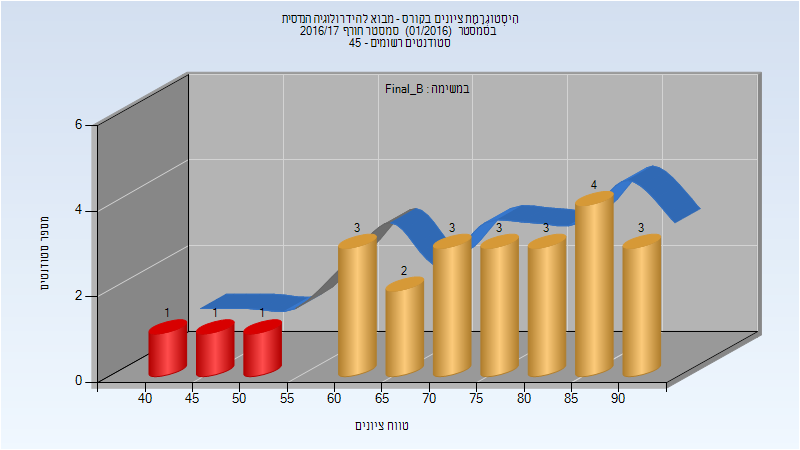 הִיסְטוֹגְרָמַת ציונים בקורס - מבוא להידרולוגיה הנדסית
בסמסטר (01/2016) סמסטר חורף 2016/17
סטודנטים רשומים - 45
במשימה : Final_B
מספר סטודנטים
6
4
2
0
1
1
1
3
2
3
3
3
4
3
40 45 50 55 60 65 70 75 80 85 90
טווח ציונים